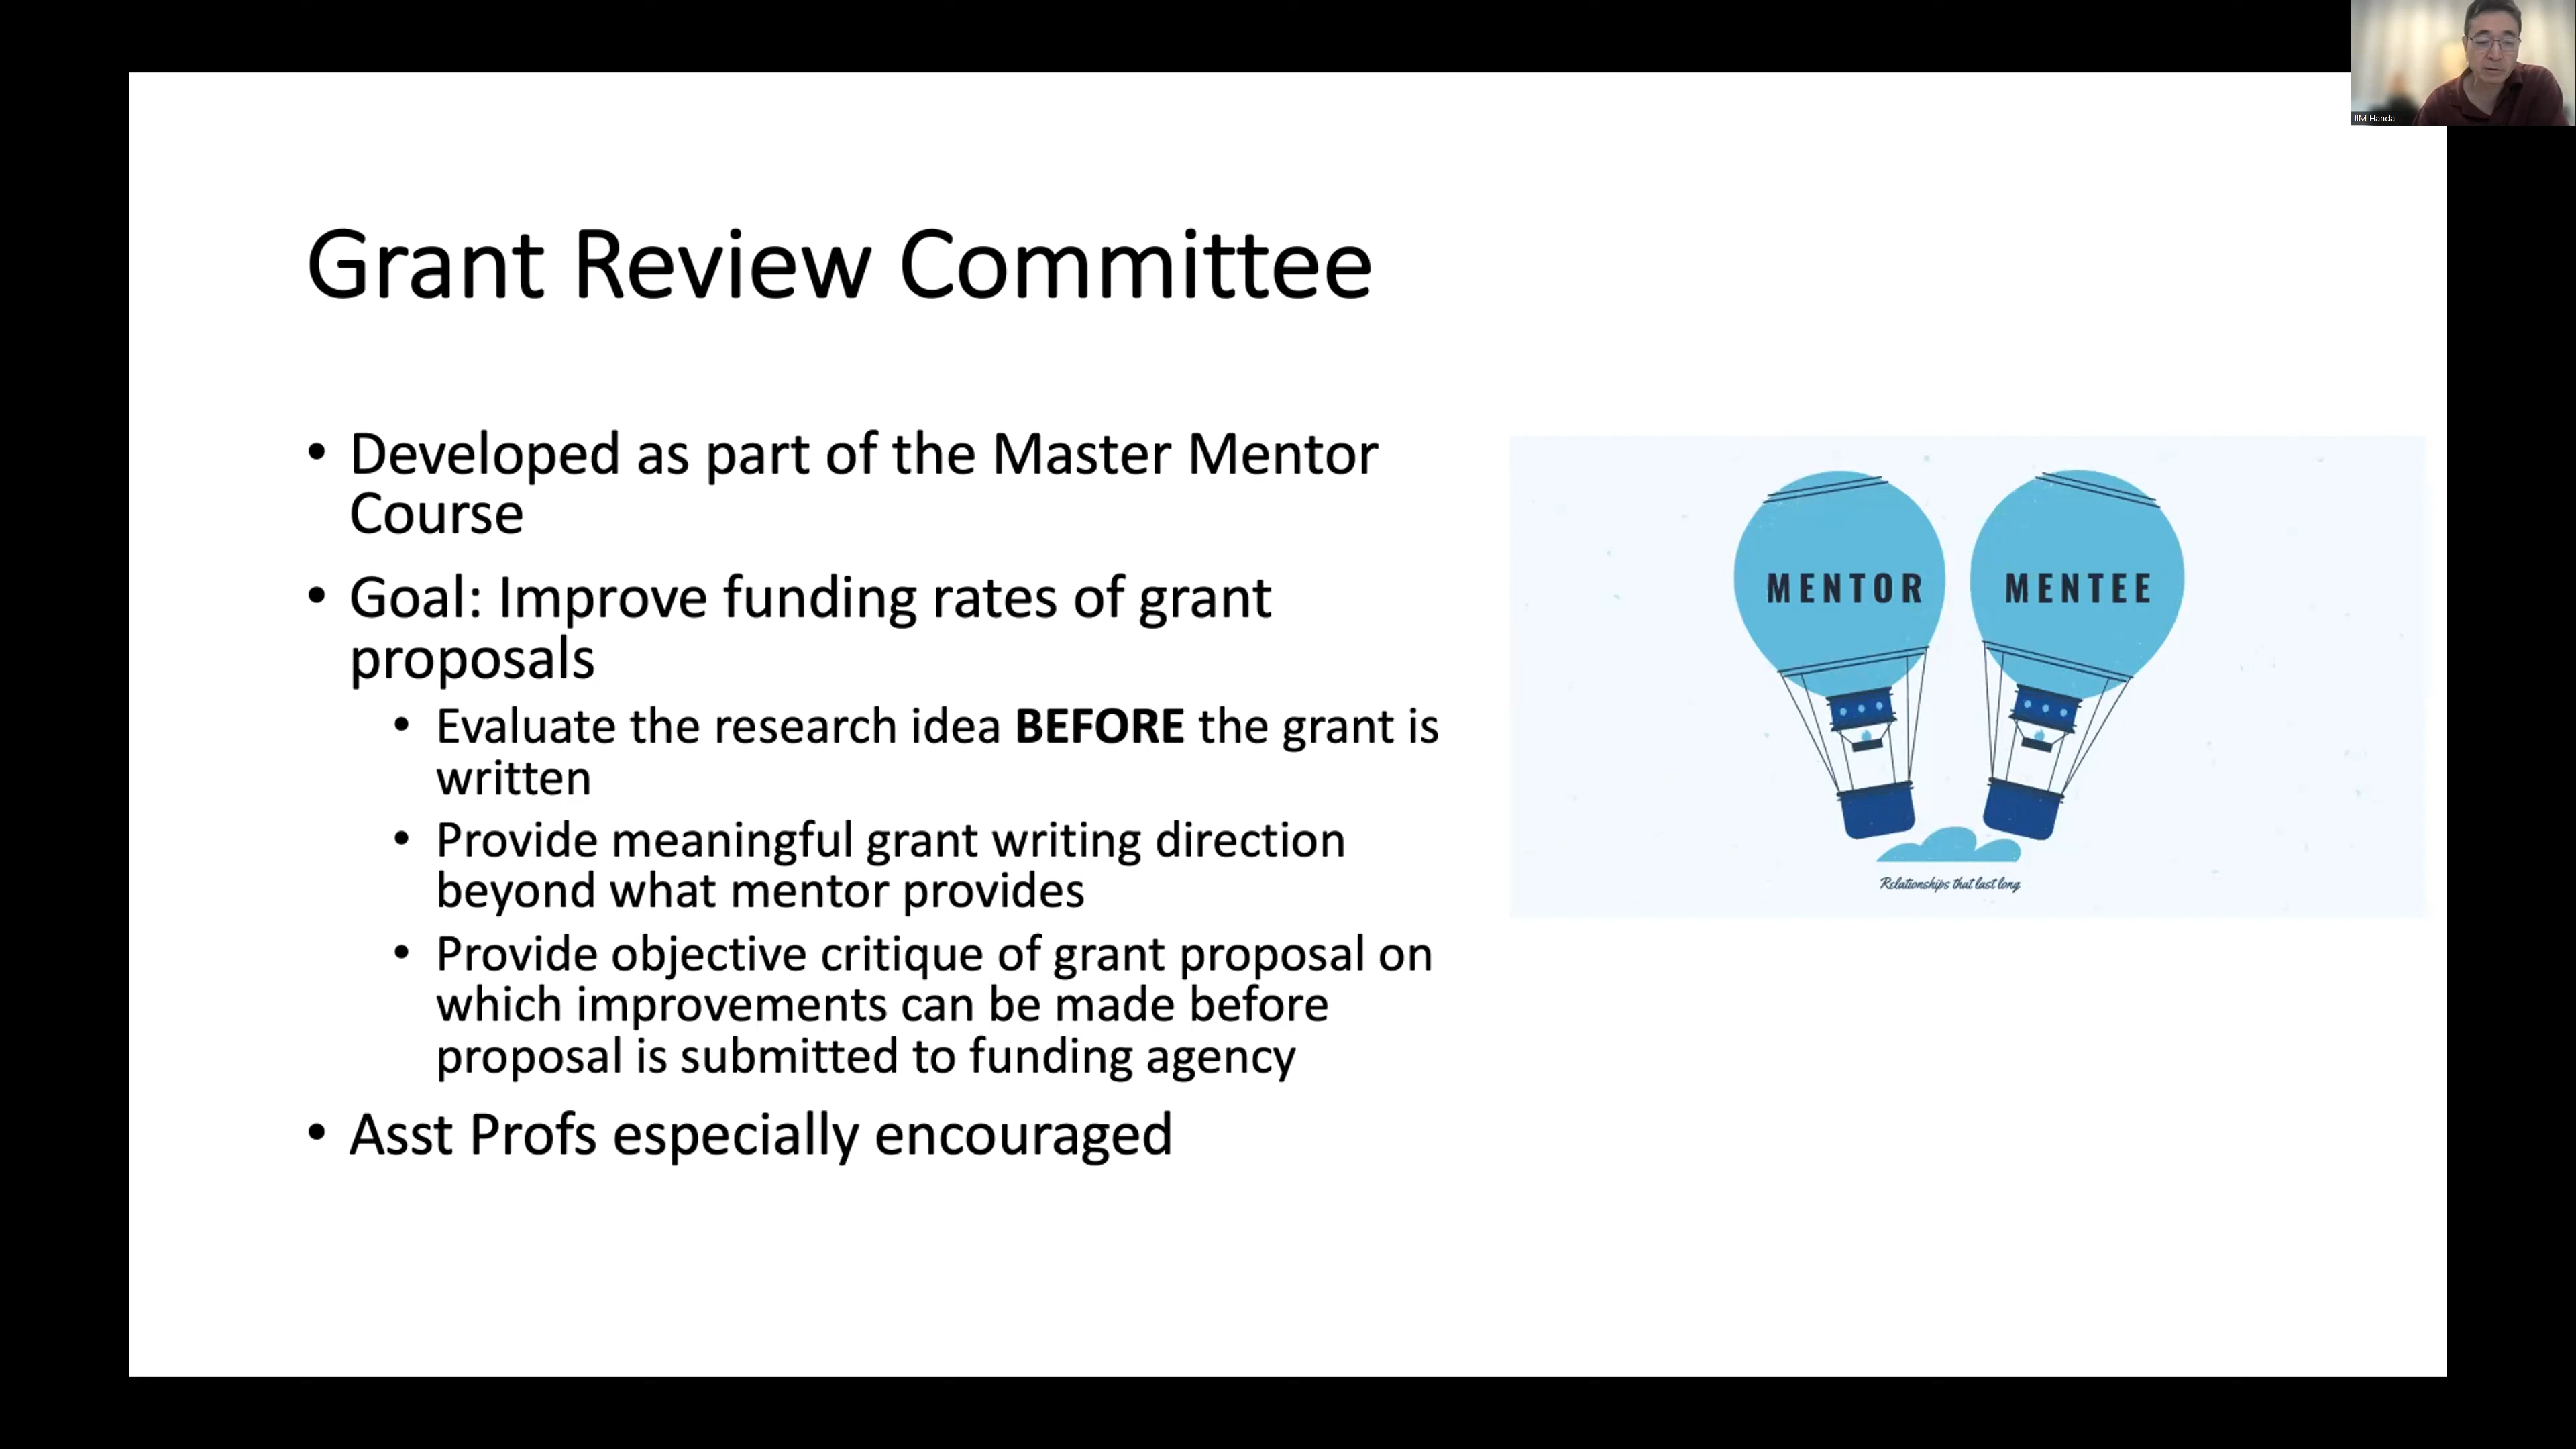 JIM Handa
Grant Review Committee
• Developed as part of the Master Mentor
Course
• Goal: Improve funding rates of grant
proposals
• Evaluate the research idea BEFORE the grant is
written
• Provide meaningful grant writing direction
beyond what mentor provides
• Provide objective critique of grant proposal on
which improvements can be made before
proposal is submitted to funding agency
• Asst Profs especially encouraged
MENTOR
MENTEE
Relationships that last long